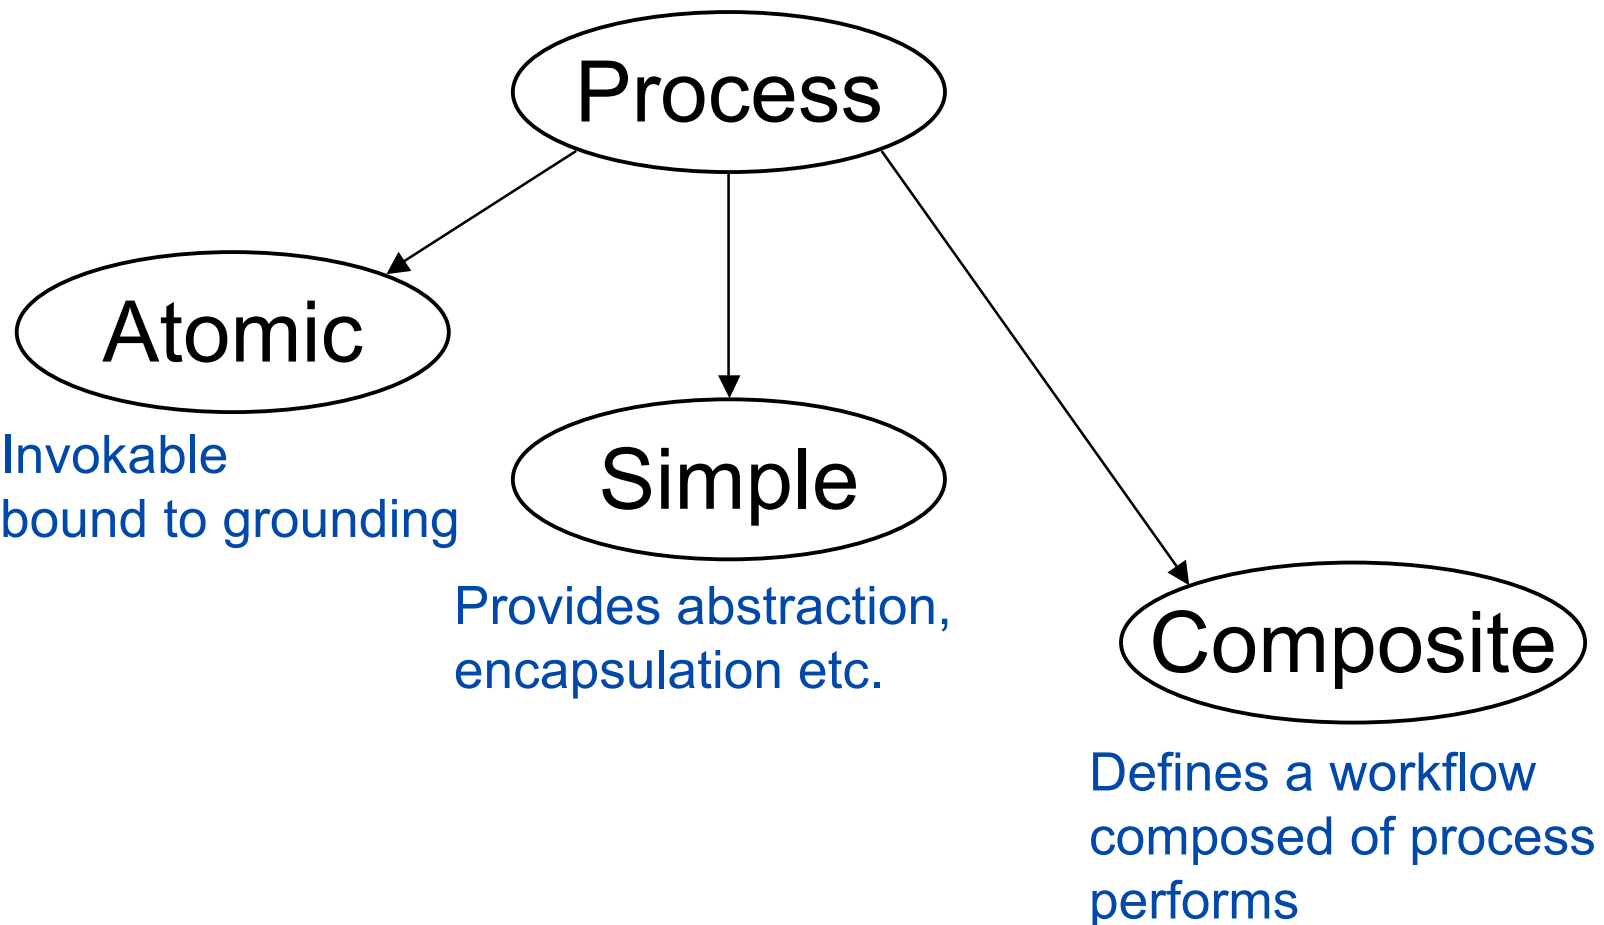 Process
Atomic
Invokable
bound to grounding
Simple
Provides abstraction,
encapsulation etc.
Composite
Defines a workflow
composed of process
performs